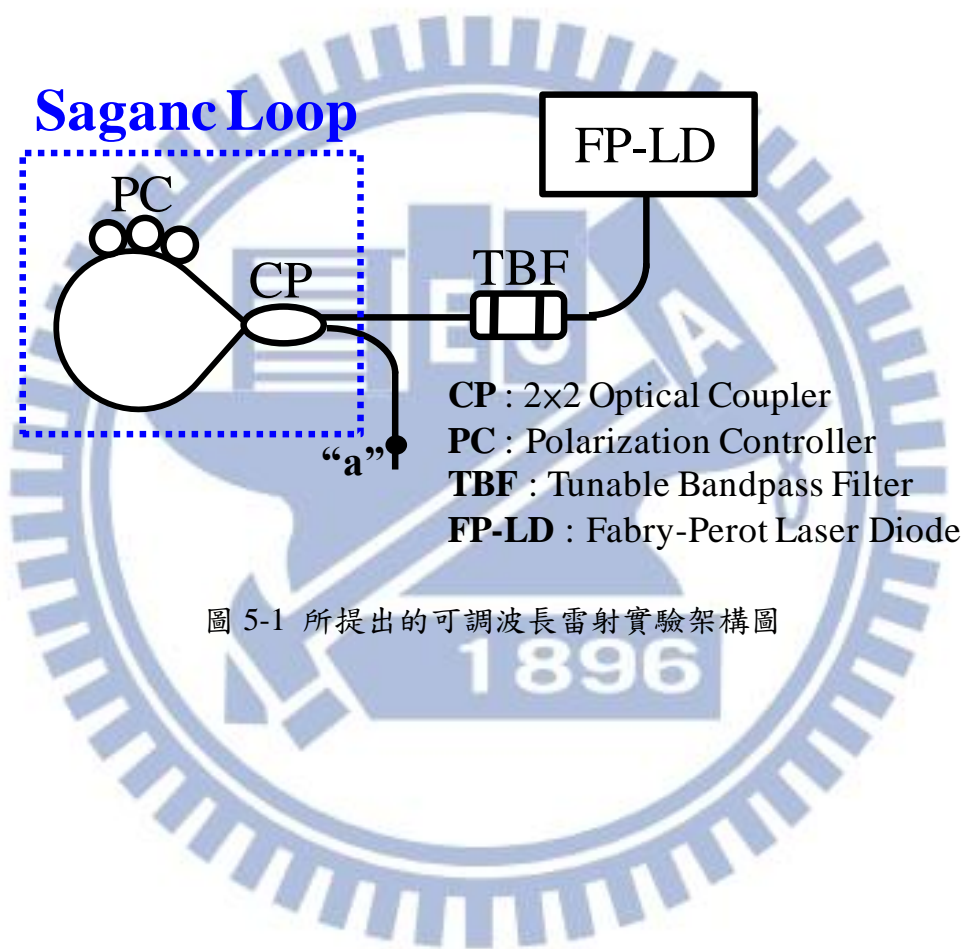 Saganc Loop
FP-LD
PC
TBF
CP
CP : 2×2 Optical Coupler
PC : Polarization Controller
“a”
TBF : Tunable Bandpass Filter
FP-LD : Fabry-Perot Laser Diode
圖 5-1 所提出的可調波長雷射實驗架構圖
E S A
1896